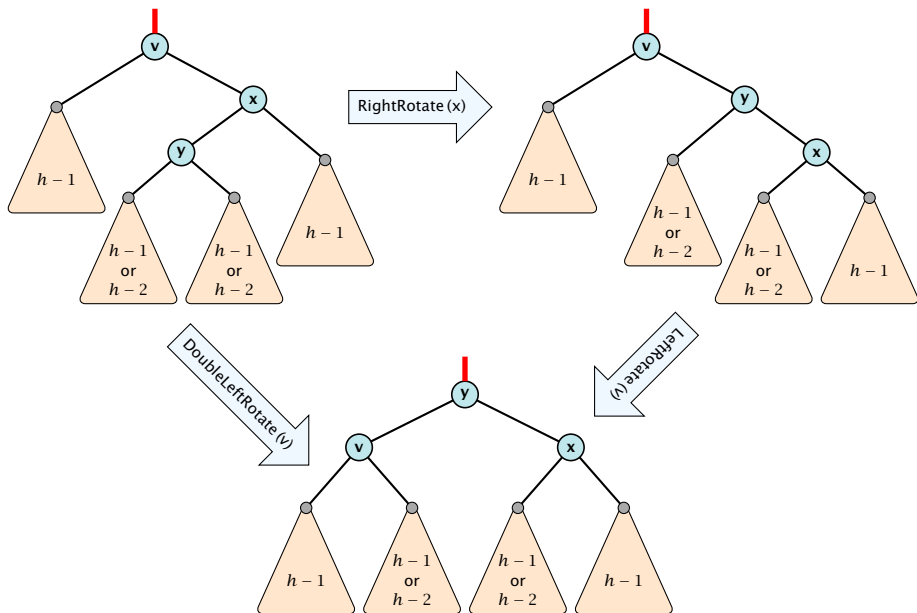 v
x
y
h − 1
h − 1
or
h − 2
h − 1
or
h − 2
h − 1
RightRotate(x)
v
y
x
h − 1
h − 1
or
h − 2
h − 1
or
h − 2
h − 1
DoubleLeftRotate(v)
LeftRotate(v)
y
v
x
h − 1
h − 1
or
h − 2
h − 1
or
h − 2
h − 1